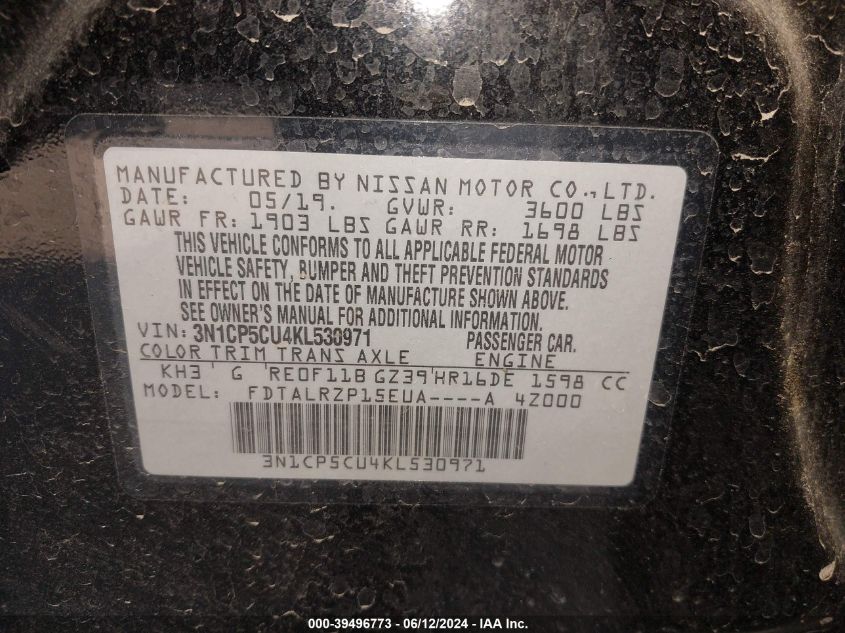 MANUFACTURED BY NISSAN MOTOR CO., LTD.
DATE: 05/19. GVWR: 3600 LBS
GAWR FR: 1903 LBS GAWR RR: 1698 LBS
THIS VEHICLE CONFORMS TO ALL APPLICABLE FEDERAL MOTOR
VEHICLE SAFETY, BUMPER AND THEFT PREVENTION STANDARDS
IN EFFECT ON THE DATE OF MANUFACTURE SHOWN ABOVE.
SEE OWNER'S MANUAL FOR ADDITIONAL INFORMATION.
VIN: 3N1CP5CU4KL530971 PASSENGER CAR.
COLOR TRIM TRANS AXLE ENGINE
KH3 G RE0F11B GZ39 HR16DE 1598 CC
MODEL: FDTALRZP15EUA----A 4Z000
3N1CP5CU4KL530971
000-39496773 - 06/12/2024 - IAA Inc.